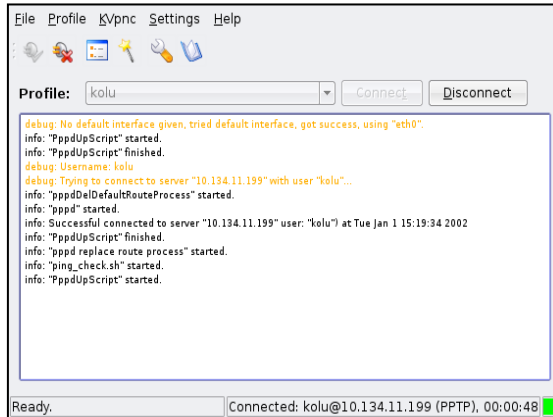 File Profile KVpnc Settings Help
Profile: kolu Connect Disconnect
debug: No default interface given, tried default interface, got success, using "eth0".
info: "PppdUpScript" started.
info: "PppdUpScript" finished.
debug: Username: kolu
debug: Trying to connect to server "10.134.11.199" with user "kolu"...
info: "pppdDelDefaultRouteProcess" started.
info: "pppd" started.
info: Successful connected to server "10.134.11.199" user: "kolu") at Tue Jan 1 15:19:34 2002
info: "PppdUpScript" finished.
info: "pppd replace route process" started.
info: "ping_check.sh" started.
info: "PppdUpScript" started.
Ready. Connected: kolu@10.134.11.199 (PPTP), 00:00:48